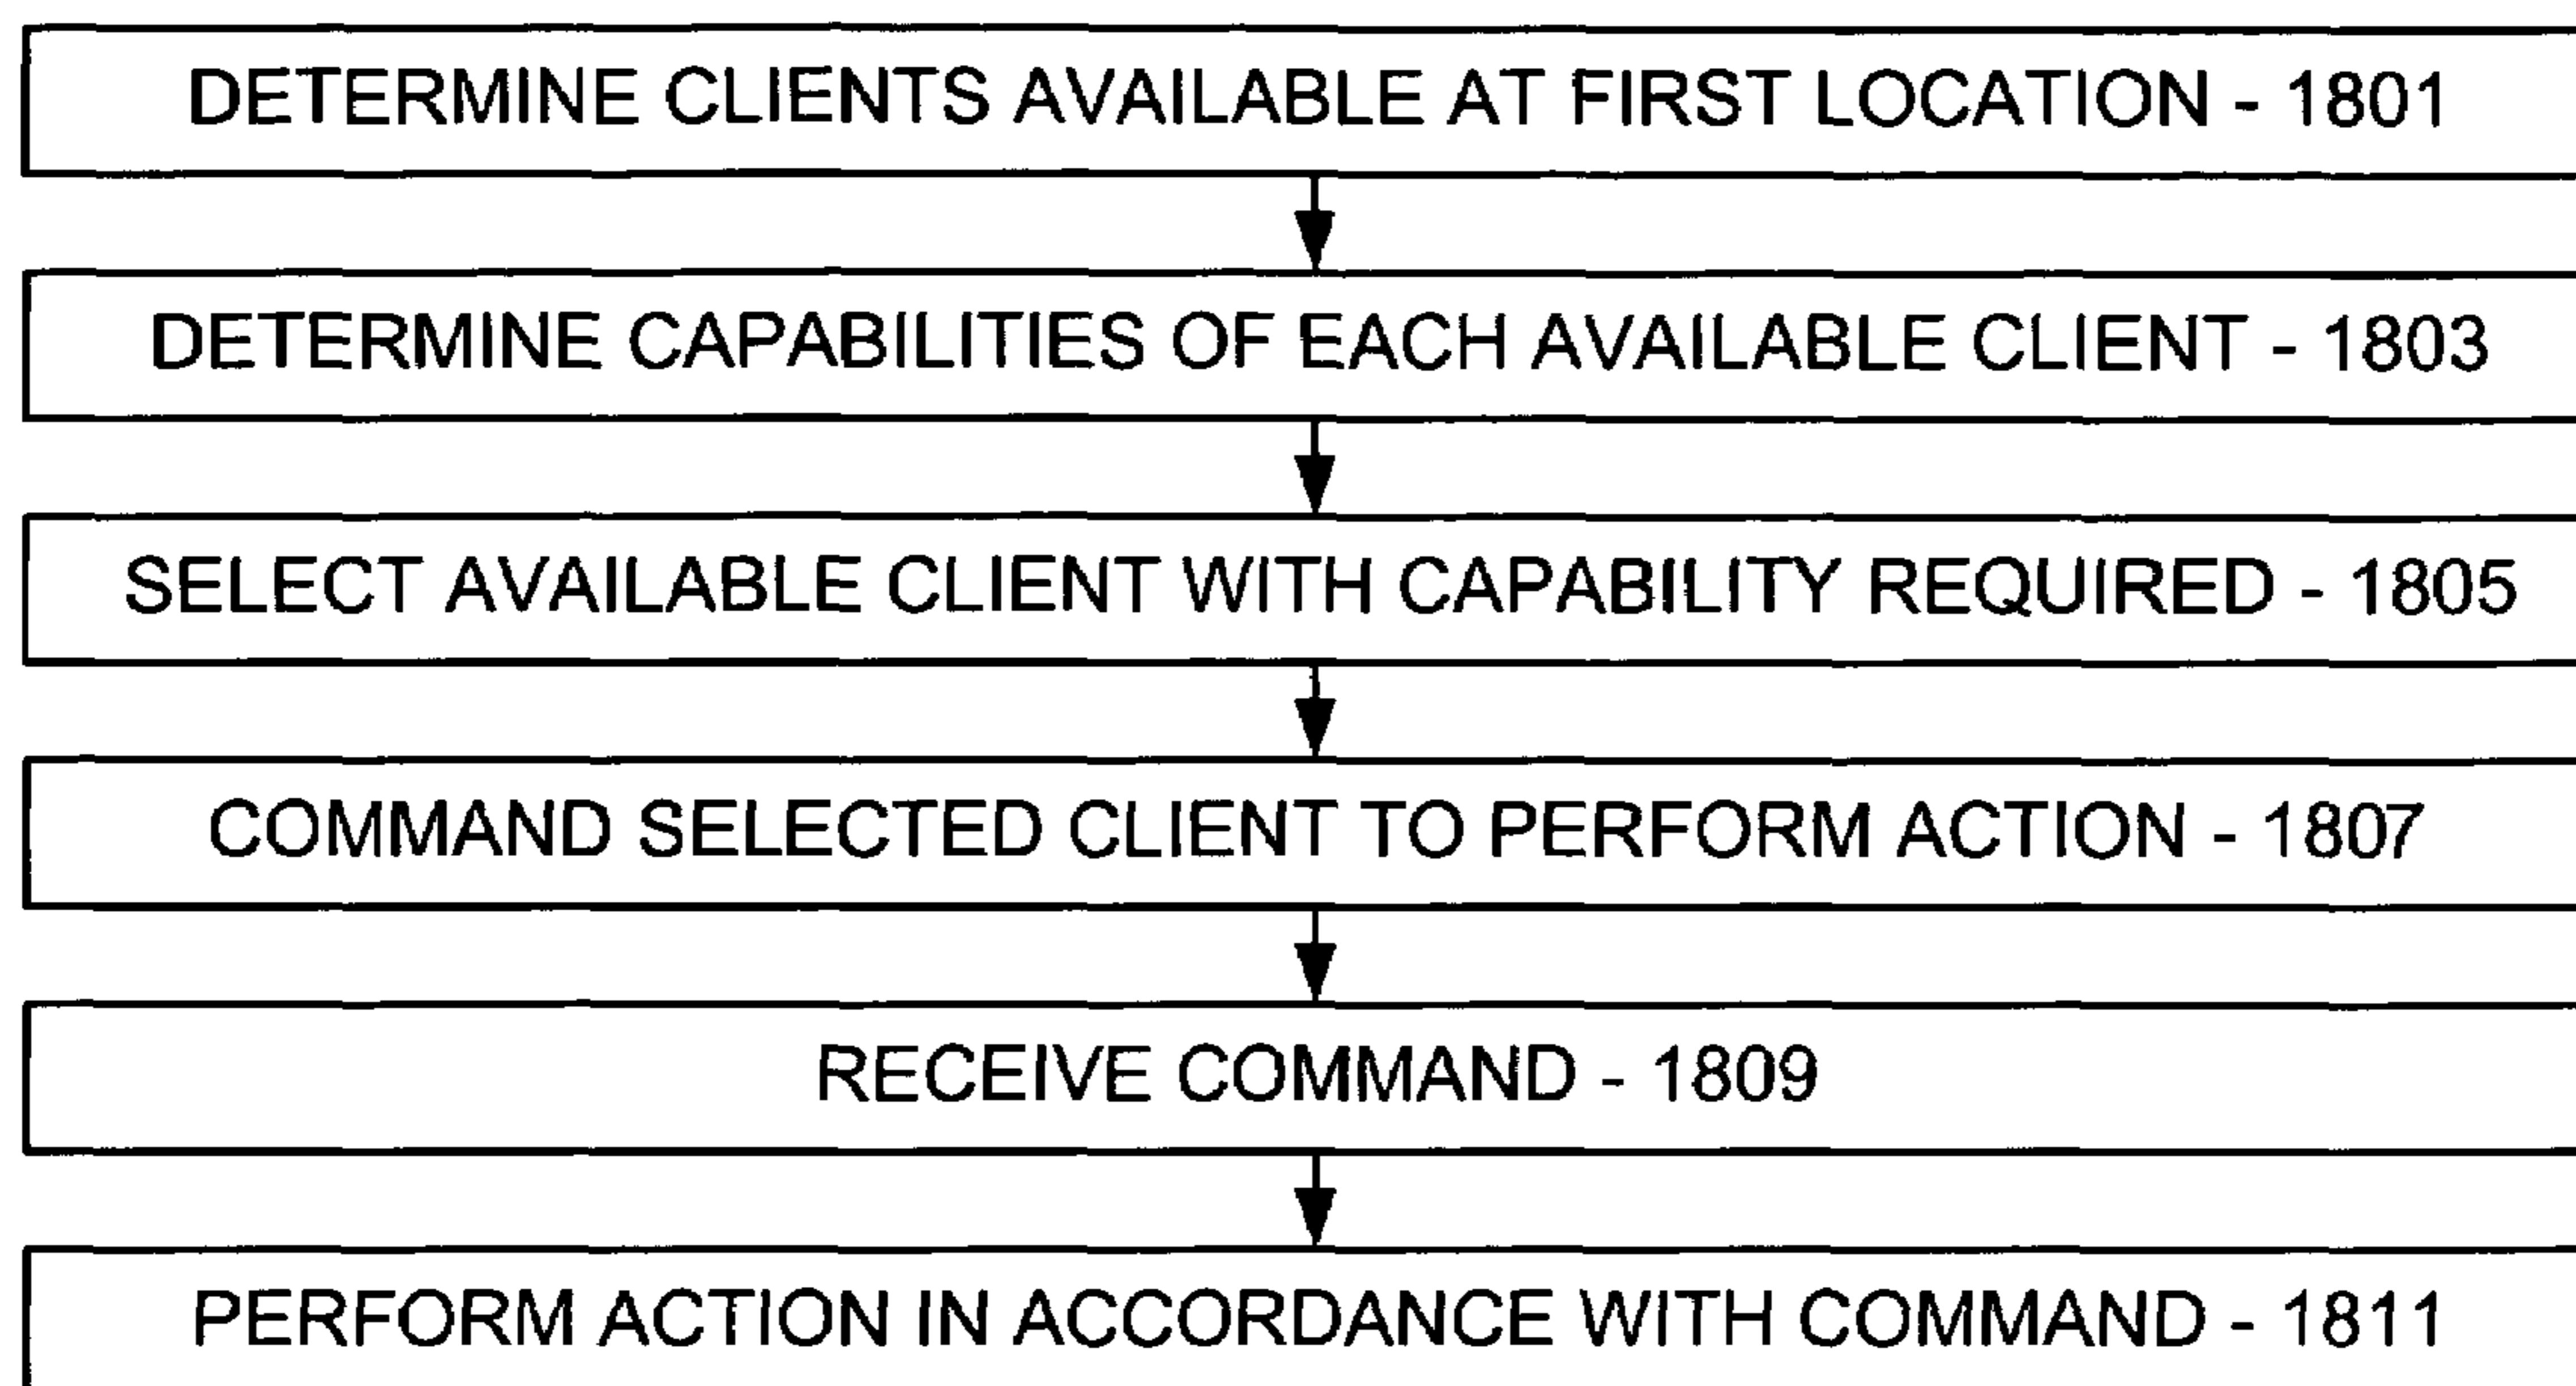 DETERMINE CLIENTS AVAILABLE AT FIRST LOCATION - 1801
DETERMINE CAPABILITIES OF EACH AVAILABLE CLIENT - 1803
SELECT AVAILABLE CLIENT WITH CAPABILITY REQUIRED - 1805
COMMAND SELECTED CLIENT TO PERFORM ACTION - 1807
RECEIVE COMMAND - 1809
PERFORM ACTION IN ACCORDANCE WITH COMMAND - 1811